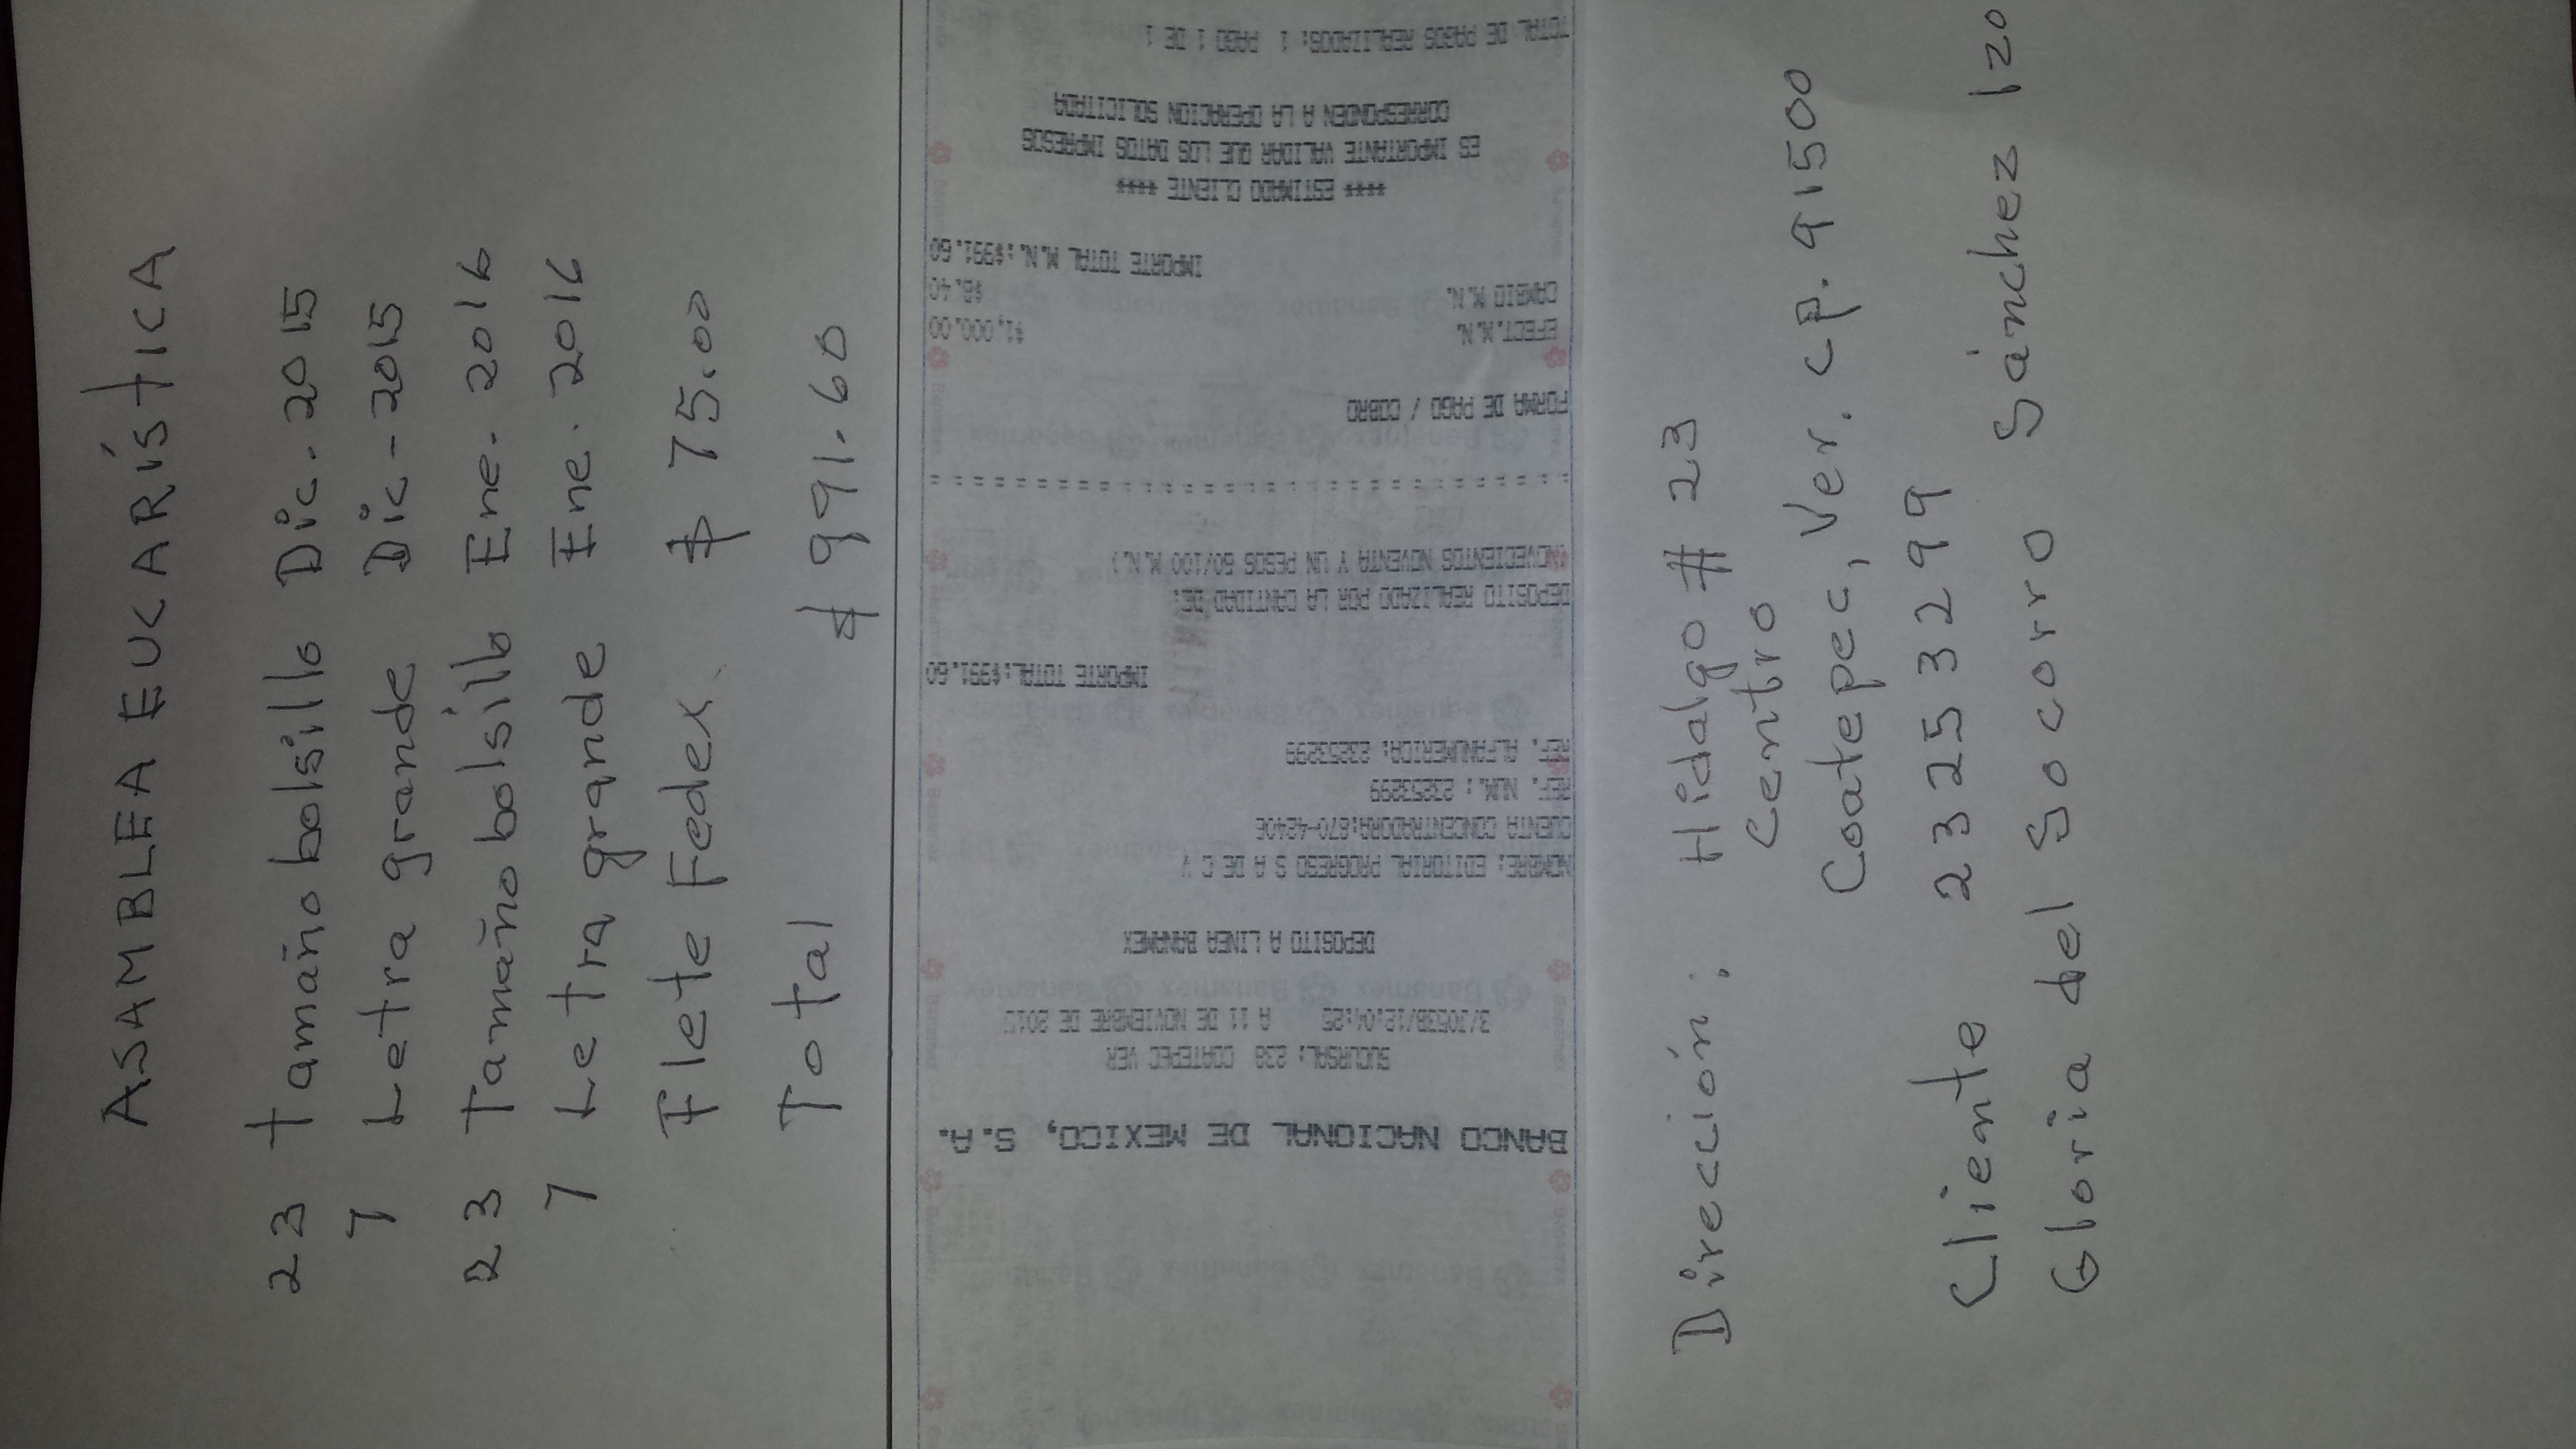 ASAMBLEA EUCARíSTICA
23 tamaño bolsillo Dic. 2015
7 Letra grande Dic-2015
23 Tamaño bolsillo Ene. 2016
7 Letra grande Ene. 2016
Flete Fedex $ 75.00
Total $ 991.60
BANCO NACIONAL DE MEXICO, S.A.
SUCURSAL: 238 COATEPEC VER
A 11 DE NOVIEMBRE DE 2015
DEPOSITO A LINEA BANAMEX
NOMBRE: EDITORIAL PROGRESO S A DE C V
CUENTA CONCENTRADORA:870-42406
REF. NUM.: 23253299
REF. ALFANUMERICA: 23253299
IMPORTE TOTAL:$991.60
DEPOSITO REALIZADO POR LA CANTIDAD DE:
(NOVECIENTOS NOVENTA Y UN PESOS 60/100 M.N.)
FORMA DE PAGO / COBRO
EFECT.M.N. $1,000.00
CAMBIO M.N. $8.40
IMPORTE TOTAL M.N.:$991.60
**** ESTIMADO CLIENTE ****
ES IMPORTANTE VALIDAR QUE LOS DATOS IMPRESOS
CORRESPONDEN A LA OPERACION SOLICITADA
TOTAL DE PAGOS REALIZADOS: 1 PAGO 1 DE 1
Dirección: Hidalgo # 23
Centro
Coatepec, Ver. cp. 91500
Cliente 23253299
Gloria del Socorro Sánchez Izo